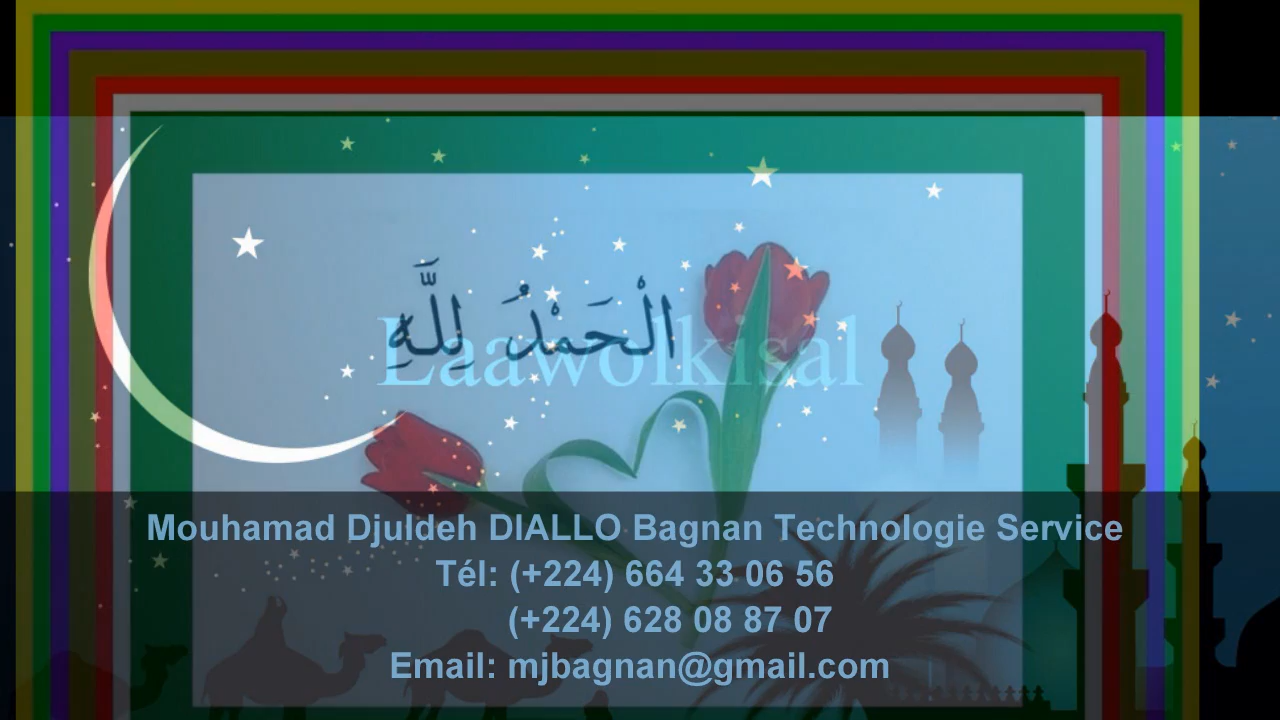 الْحَمْدُ لِلَّهِ
Laawolkisal
Mouhamad Djuldeh DIALLO Bagnan Technologie Service
Tél: (+224) 664 33 06 56
(+224) 628 08 87 07
Email: mjbagnan@gmail.com